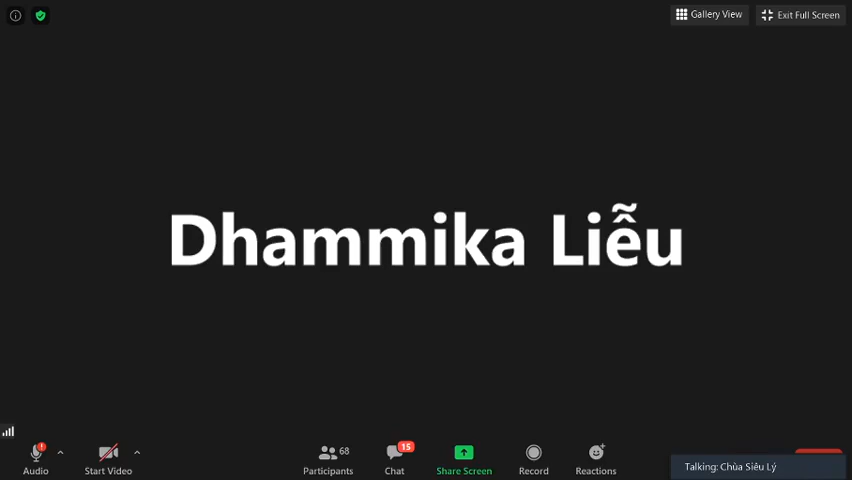 Gallery View
Exit Full Screen
Dhammika Liễu
68
15
Audio
Start Video
Participants
Chat
Share Screen
Record
Reactions
Talking: Chùa Siêu Lý